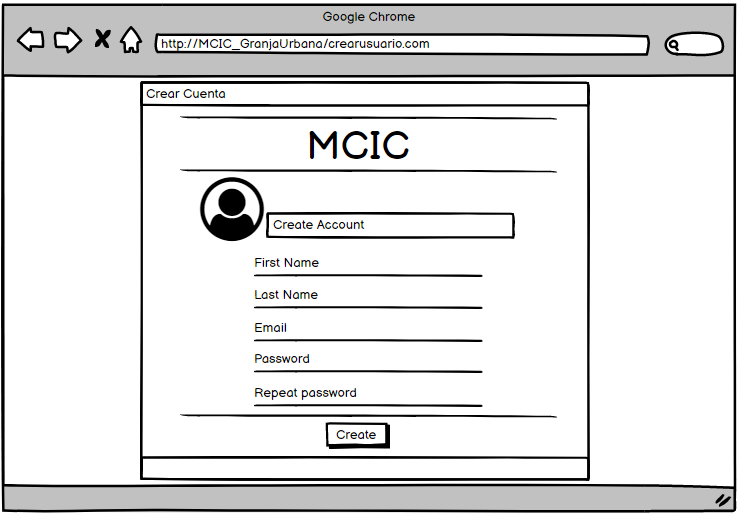 Google Chrome
http://MCIC_GranjaUrbana/crearusuario.com
Crear Cuenta
MCIC
Create Account
First Name
Last Name
Email
Password
Repeat password
Create